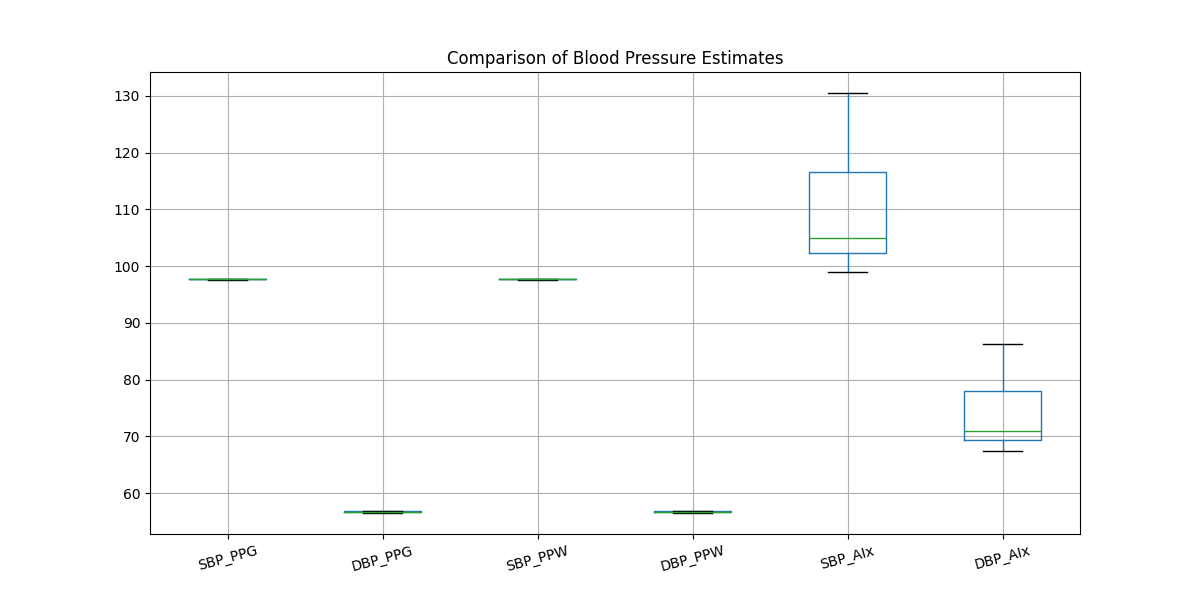 Comparison of Blood Pressure Estimates
130
120
110
100
90
80
70
60
SBP_PPG
DBP_PPG
SBP_PPW
DBP_PPW
SBP_AIx
DBP_AIx